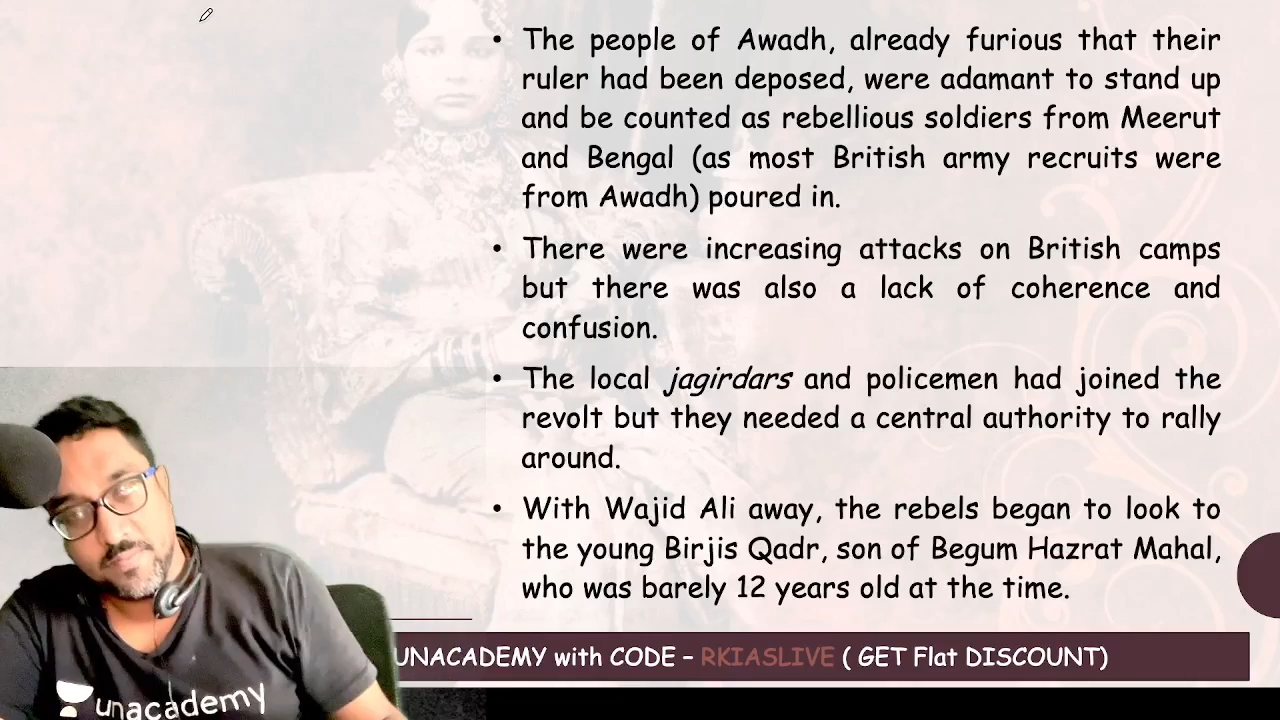 • The people of Awadh, already furious that their
ruler had been deposed, were adamant to stand up
and be counted as rebellious soldiers from Meerut
and Bengal (as most British army recruits were
from Awadh) poured in.
• There were increasing attacks on British camps
but there was also a lack of coherence and
confusion.
• The local jagirdars and policemen had joined the
revolt but they needed a central authority to rally
around.
• With Wajid Ali away, the rebels began to look to
the young Birjis Qadr, son of Begum Hazrat Mahal,
who was barely 12 years old at the time.
UNACADEMY with CODE – RKIASLIVE ( GET Flat DISCOUNT)
unacademy